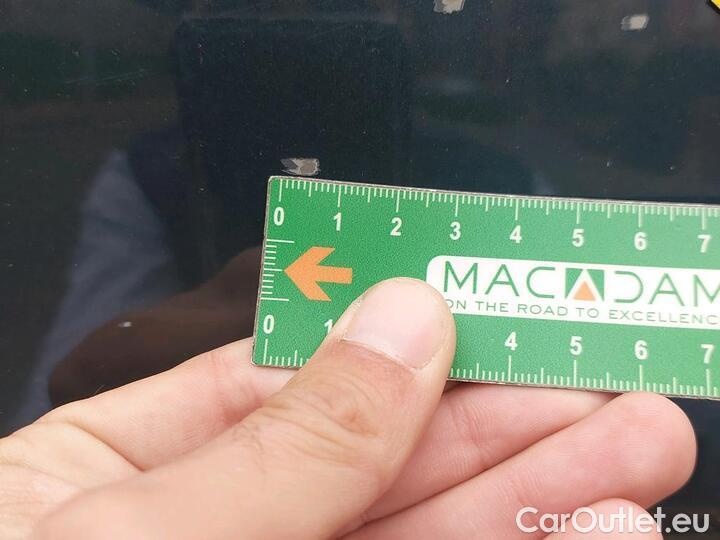 0 1 2 3 4 5 6 7
MACADAM
ON THE ROAD TO EXCELLENC
0 1 4 5 6 7
CarOutlet.eu